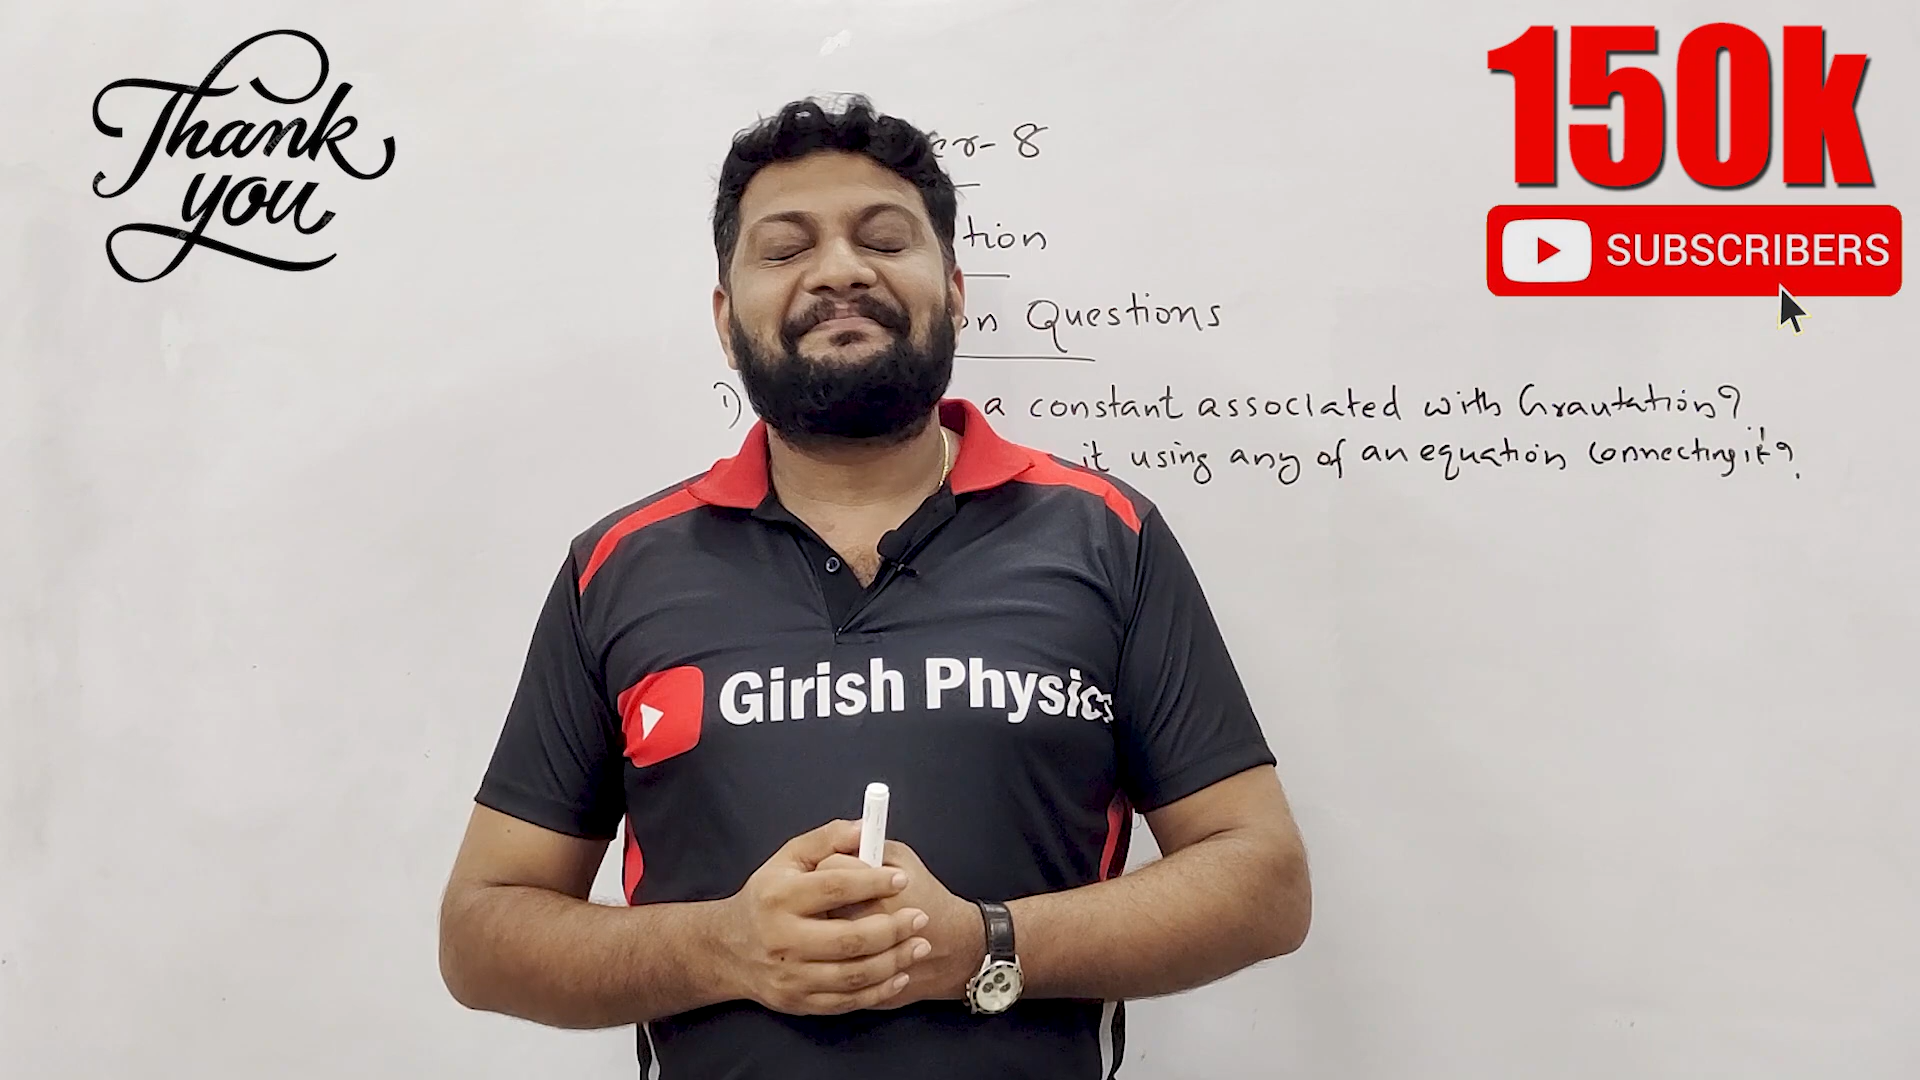 Thank
you
150k
SUBSCRIBERS
er-8
tion
on Questions
1) a constant associated with Gravitation?
it using any of an equation connecting it?
Girish Physics